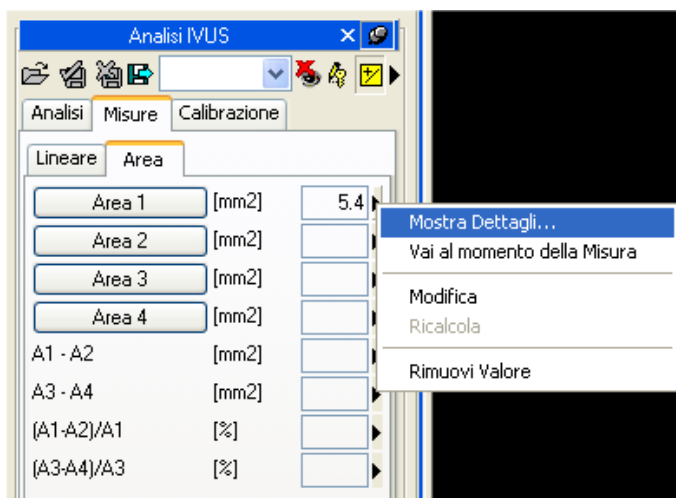 Analisi IVUS
Analisi Misure Calibrazione
Lineare Area
Area 1 [mm2] 5.4
Mostra Dettagli...
Area 2 [mm2]
Vai al momento della Misura
Area 3 [mm2]
Modifica
Area 4 [mm2]
Ricalcola
A1 - A2 [mm2]
Rimuovi Valore
A3 - A4 [mm2]
(A1-A2)/A1 [%]
(A3-A4)/A3 [%]